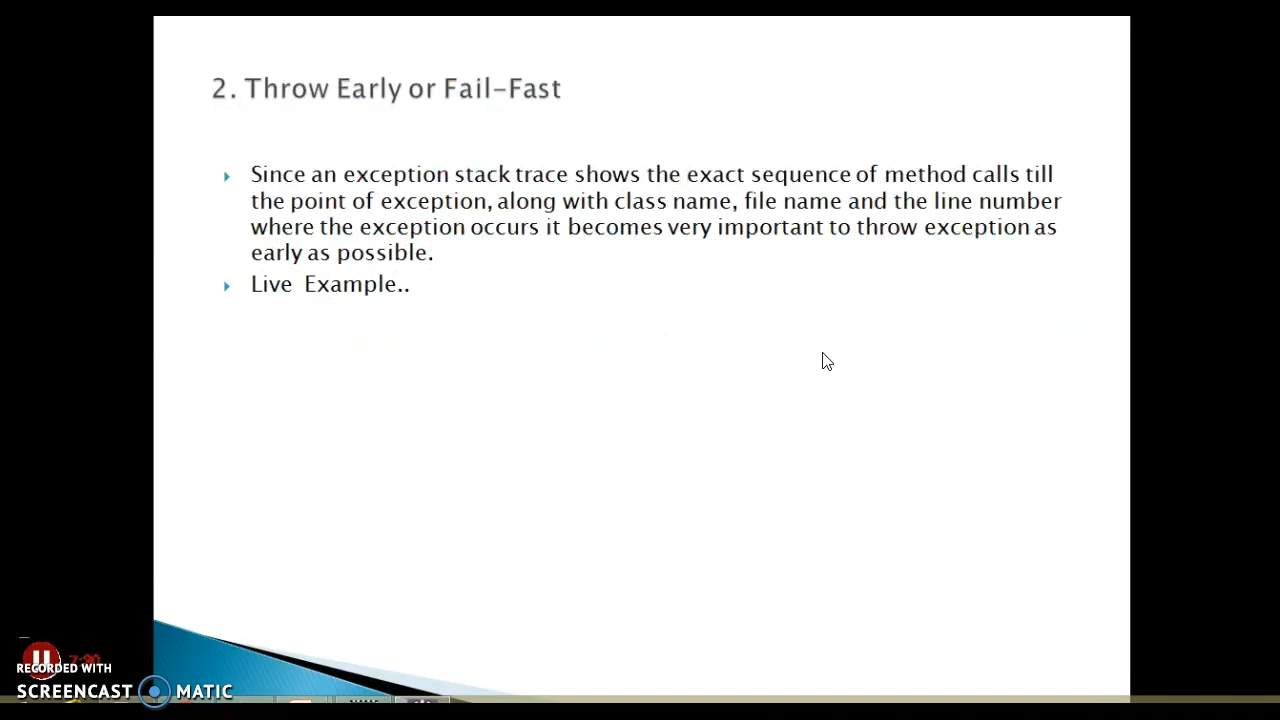 2. Throw Early or Fail-Fast
Since an exception stack trace shows the exact sequence of method calls till
the point of exception, along with class name, file name and the line number
where the exception occurs it becomes very important to throw exception as
early as possible.
Live Example..
RECORDED WITH
SCREENCAST MATIC